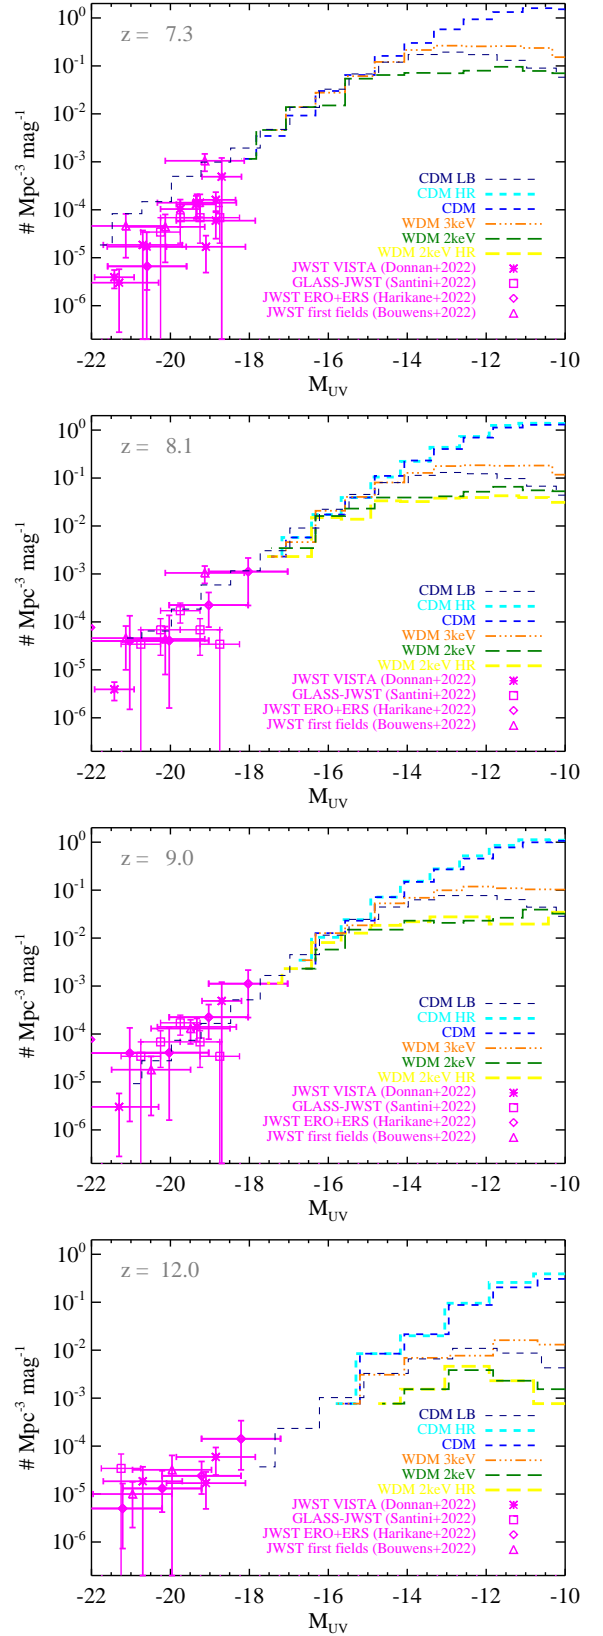 z = 7.3
10^0
10^-1
10^-2
10^-3
10^-4
10^-5
10^-6
# Mpc^-3 mag^-1
CDM LB
CDM HR
CDM
WDM 3keV
WDM 2keV
WDM 2keV HR
JWST VISTA (Donnan+2022)
GLASS-JWST (Santini+2022)
JWST ERO+ERS (Harikane+2022)
JWST first fields (Bouwens+2022)
-22 -20 -18 -16 -14 -12 -10
M_UV
z = 8.1
10^0
10^-1
10^-2
10^-3
10^-4
10^-5
10^-6
# Mpc^-3 mag^-1
CDM LB
CDM HR
CDM
WDM 3keV
WDM 2keV
WDM 2keV HR
JWST VISTA (Donnan+2022)
GLASS-JWST (Santini+2022)
JWST ERO+ERS (Harikane+2022)
JWST first fields (Bouwens+2022)
-22 -20 -18 -16 -14 -12 -10
M_UV
z = 9.0
10^0
10^-1
10^-2
10^-3
10^-4
10^-5
10^-6
# Mpc^-3 mag^-1
CDM LB
CDM HR
CDM
WDM 3keV
WDM 2keV
WDM 2keV HR
JWST VISTA (Donnan+2022)
GLASS-JWST (Santini+2022)
JWST ERO+ERS (Harikane+2022)
JWST first fields (Bouwens+2022)
-22 -20 -18 -16 -14 -12 -10
M_UV
z = 12.0
10^0
10^-1
10^-2
10^-3
10^-4
10^-5
10^-6
# Mpc^-3 mag^-1
CDM LB
CDM HR
CDM
WDM 3keV
WDM 2keV
WDM 2keV HR
JWST VISTA (Donnan+2022)
GLASS-JWST (Santini+2022)
JWST ERO+ERS (Harikane+2022)
JWST first fields (Bouwens+2022)
-22 -20 -18 -16 -14 -12 -10
M_UV